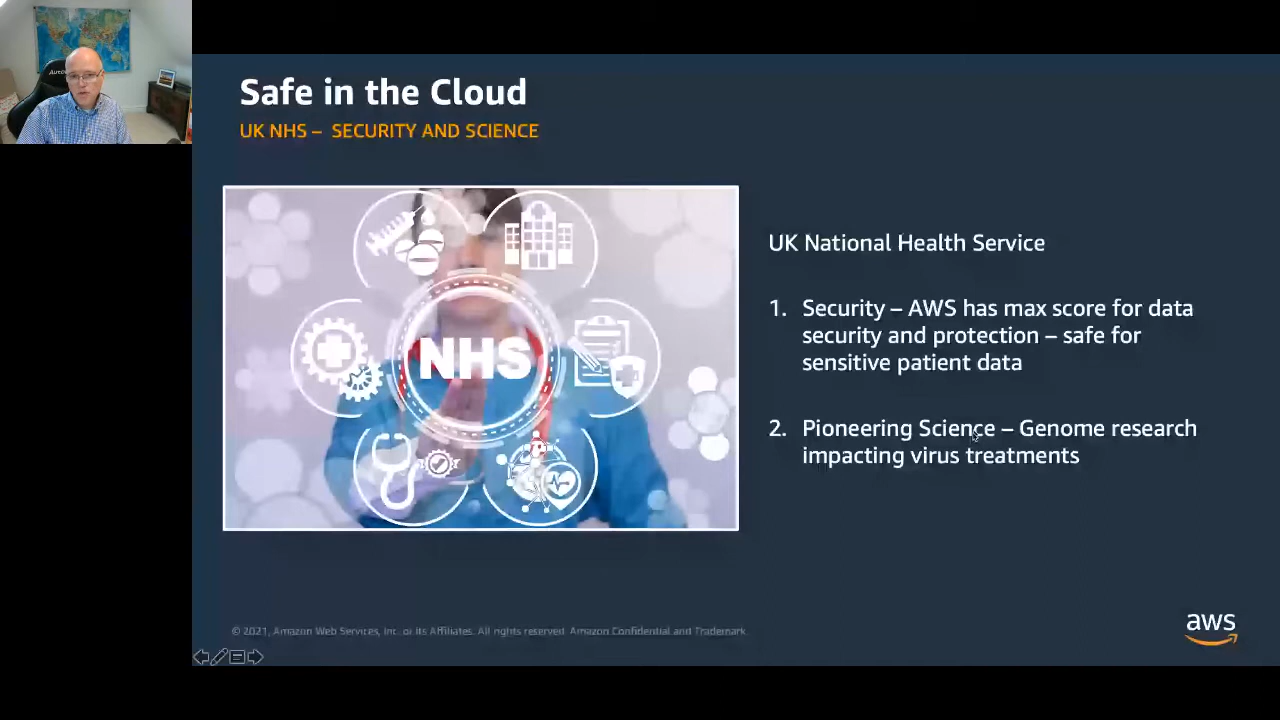 Safe in the Cloud
UK NHS – SECURITY AND SCIENCE
NHS
UK National Health Service
1. Security – AWS has max score for data
security and protection – safe for
sensitive patient data
2. Pioneering Science – Genome research
impacting virus treatments
© 2021, Amazon Web Services, Inc. or its Affiliates. All rights reserved. Amazon Confidential and Trademark.
aws